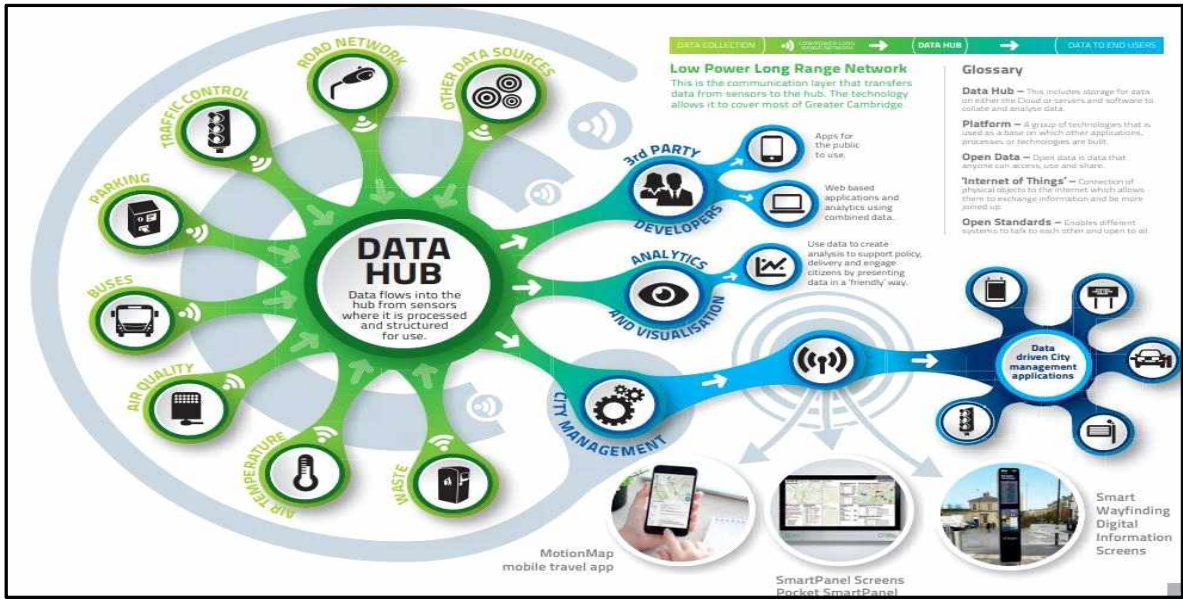 DATA COLLECTION
LOW POWER LONG
RANGE NETWORK
DATA HUB
DATA TO END USERS
Low Power Long Range Network
This is the communication layer that transfers
data from sensors to the hub. The technology
allows it to cover most of Greater Cambridge.
Glossary
Data Hub – This includes storage for data
on either the Cloud or servers and software to
collate and analyse data.
Platform – A group of technologies that is
used as a base on which other applications,
processes or technologies are built.
Open Data – Open data is data that
anyone can access, use and share.
'Internet of Things' – Connection of
physical objects to the internet which allows
them to exchange information and be more
joined up.
Open Standards – Enables different
systems to talk to each other and open to all.
OTHER DATA SOURCES
ROAD NETWORK
TRAFFIC CONTROL
PARKING
BUSES
AIR QUALITY
AIR TEMPERATURE
WASTE
DATA
HUB
Data flows into the
hub from sensors
where it is processed
and structured
for use.
3rd PARTY
DEVELOPERS
Apps for
the public
to use.
Web based
applications and
analytics using
combined data.
ANALYTICS
AND VISUALISATION
Use data to create
analysis to support policy,
delivery and engage
citizens by presenting
data in a 'friendly' way.
CITY MANAGEMENT
Data
driven City
management
applications
MotionMap
mobile travel app
SmartPanel Screens
Pocket SmartPanel
Smart
Wayfinding
Digital
Information
Screens